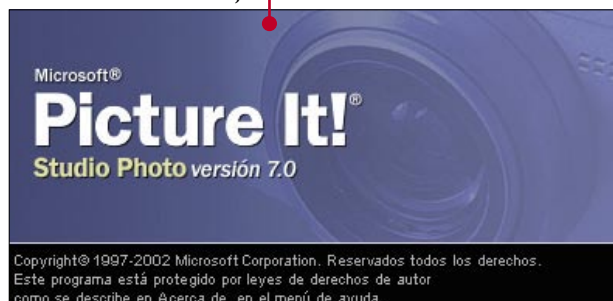 Microsoft®
Picture It!®
Studio Photo versión 7.0
Copyright© 1997-2002 Microsoft Corporation. Reservados todos los derechos.
Este programa está protegido por leyes de derechos de autor
como se describe en Acerca de, en el menú de ayuda